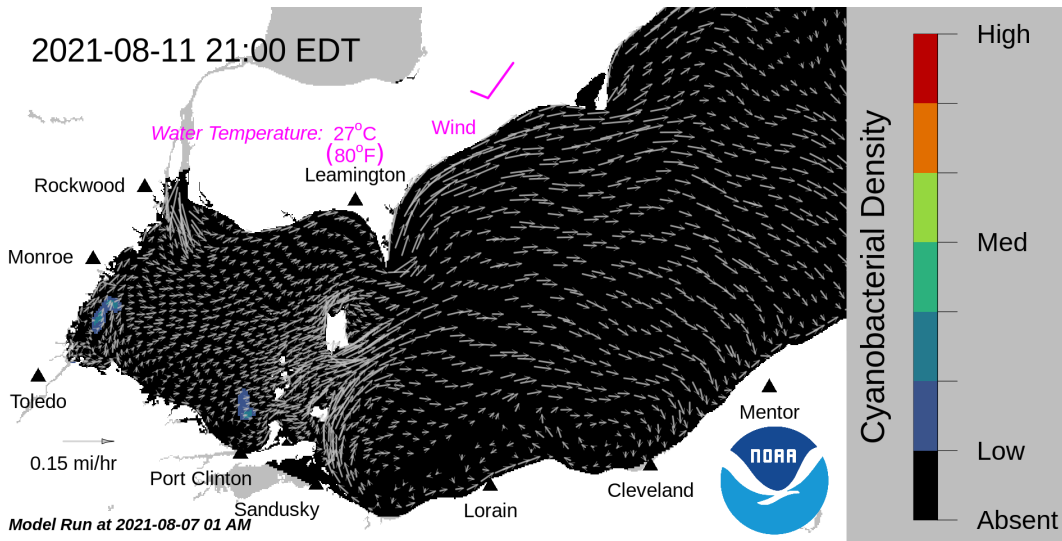 2021-08-11 21:00 EDT
High
Water Temperature: 27°C
(80°F)
Wind
Leamington
Rockwood
Monroe
Med
Cyanobacterial Density
Toledo
Mentor
0.15 mi/hr
NOAA
Low
Port Clinton
Sandusky
Lorain
Cleveland
Model Run at 2021-08-07 01 AM
Absent